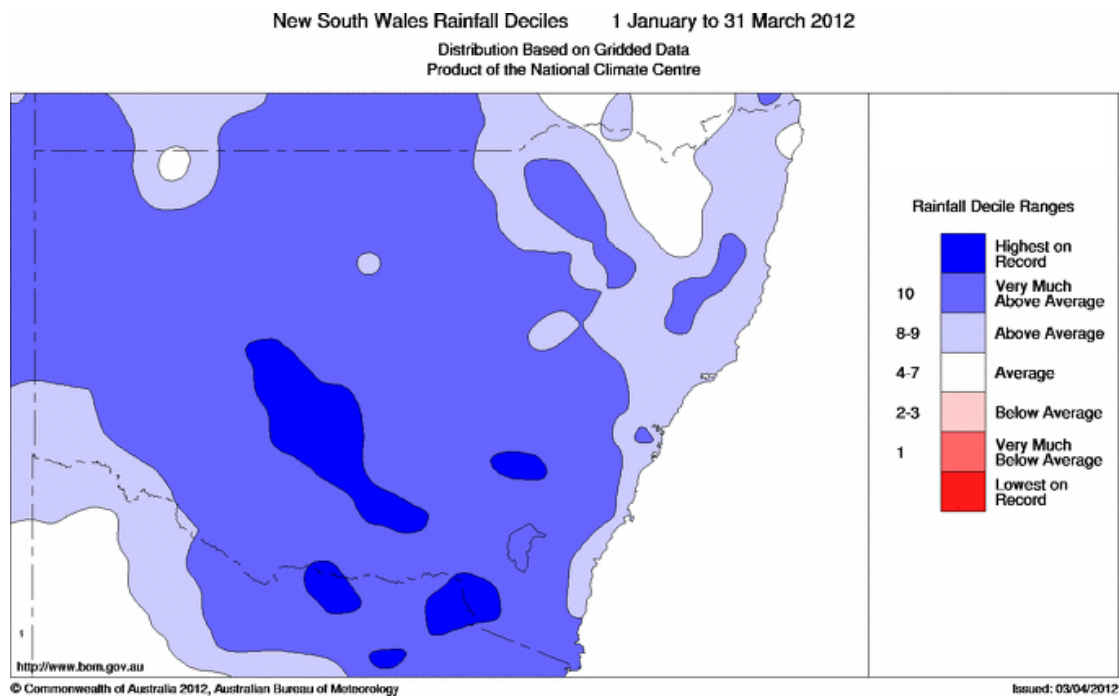 New South Wales Rainfall Deciles 1 January to 31 March 2012
Distribution Based on Gridded Data
Product of the National Climate Centre
Rainfall Decile Ranges
Highest on
Record
10 Very Much
Above Average
8-9 Above Average
4-7 Average
2-3 Below Average
1 Very Much
Below Average
Lowest on
Record
http://www.bom.gov.au
© Commonwealth of Australia 2012, Australian Bureau of Meteorology Issued: 03/04/2012